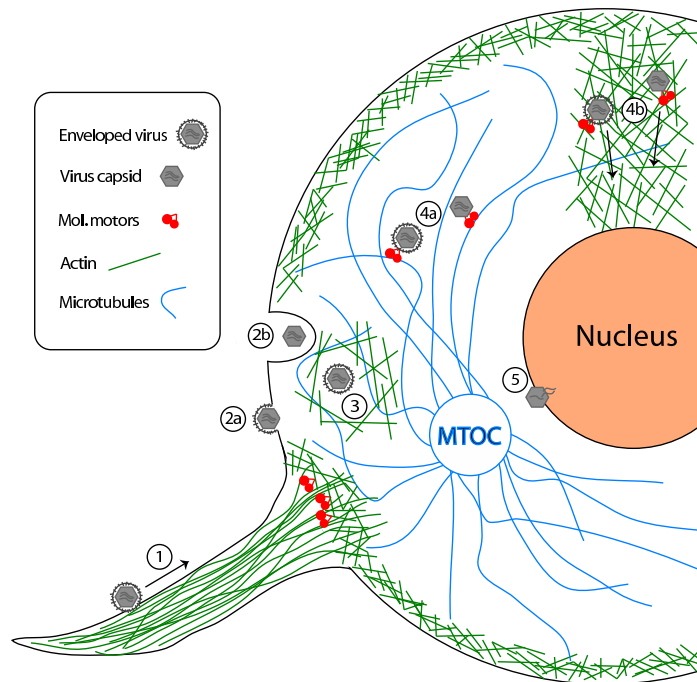 Enveloped virus
Virus capsid
Mol. motors
Actin
Microtubules
4b
4a
2b
Nucleus
5
3
2a
MTOC
1